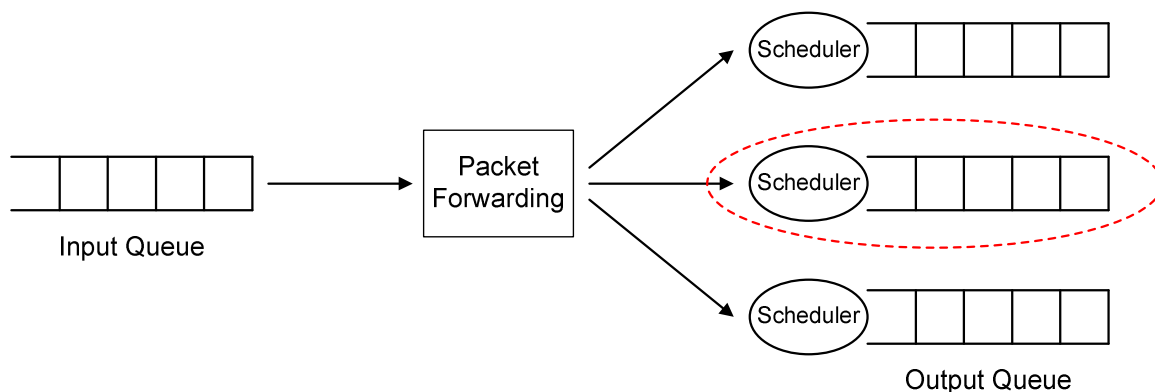 Scheduler
Packet
Forwarding
Scheduler
Input Queue
Scheduler
Output Queue